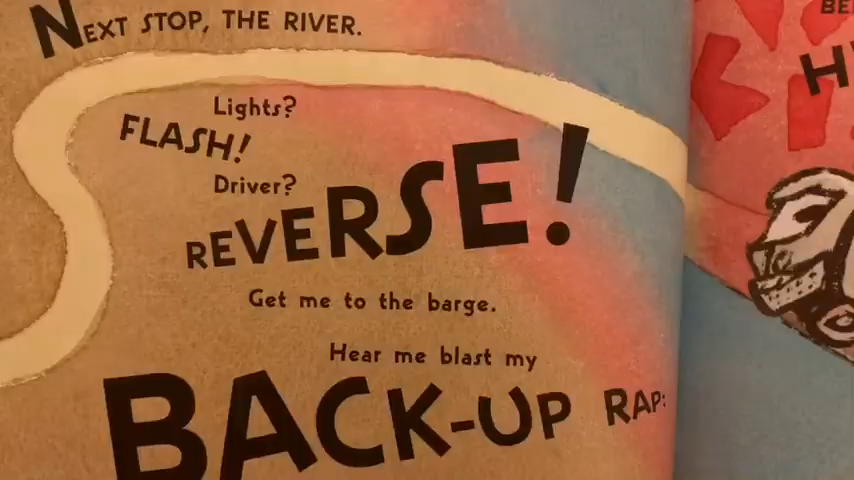 NEXT STOP, THE RIVER.
Lights?
FLASH!
Driver?
REVERSE!
Get me to the barge.
Hear me blast my
BACK-UP RAP: